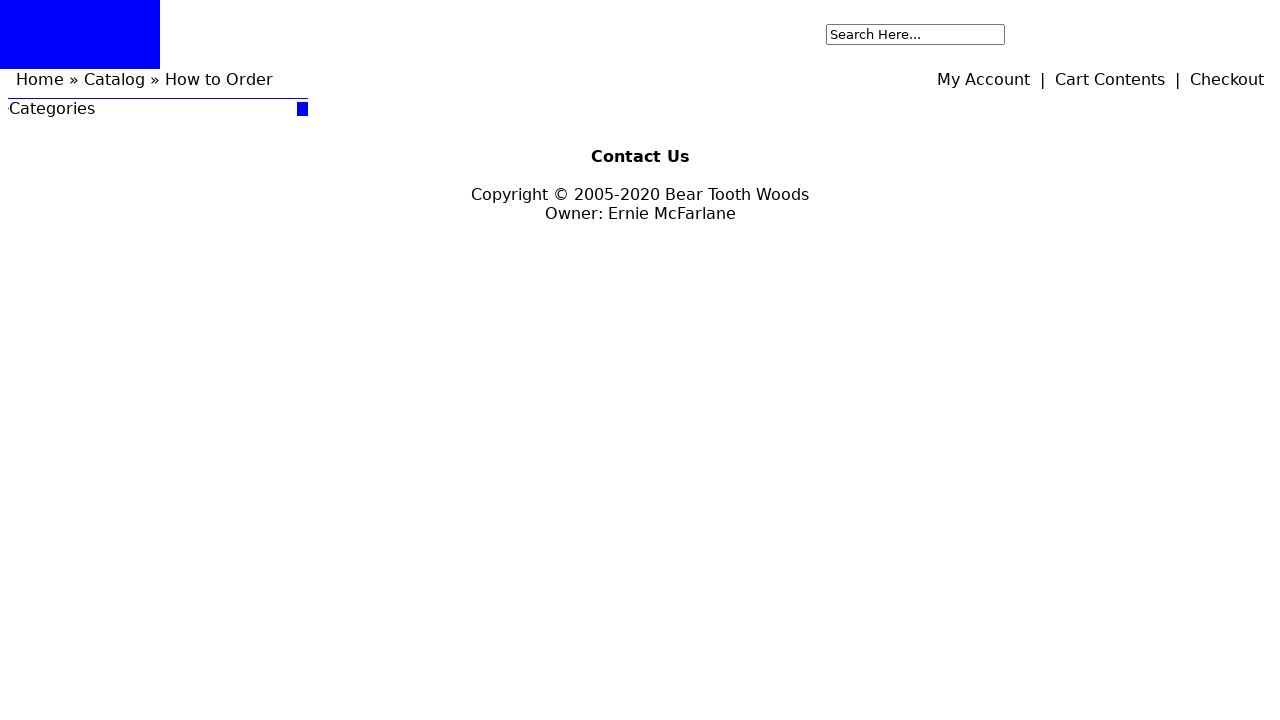 Search Here...
Home » Catalog » How to Order
My Account | Cart Contents | Checkout
Categories
Contact Us
Copyright © 2005-2020 Bear Tooth Woods
Owner: Ernie McFarlane